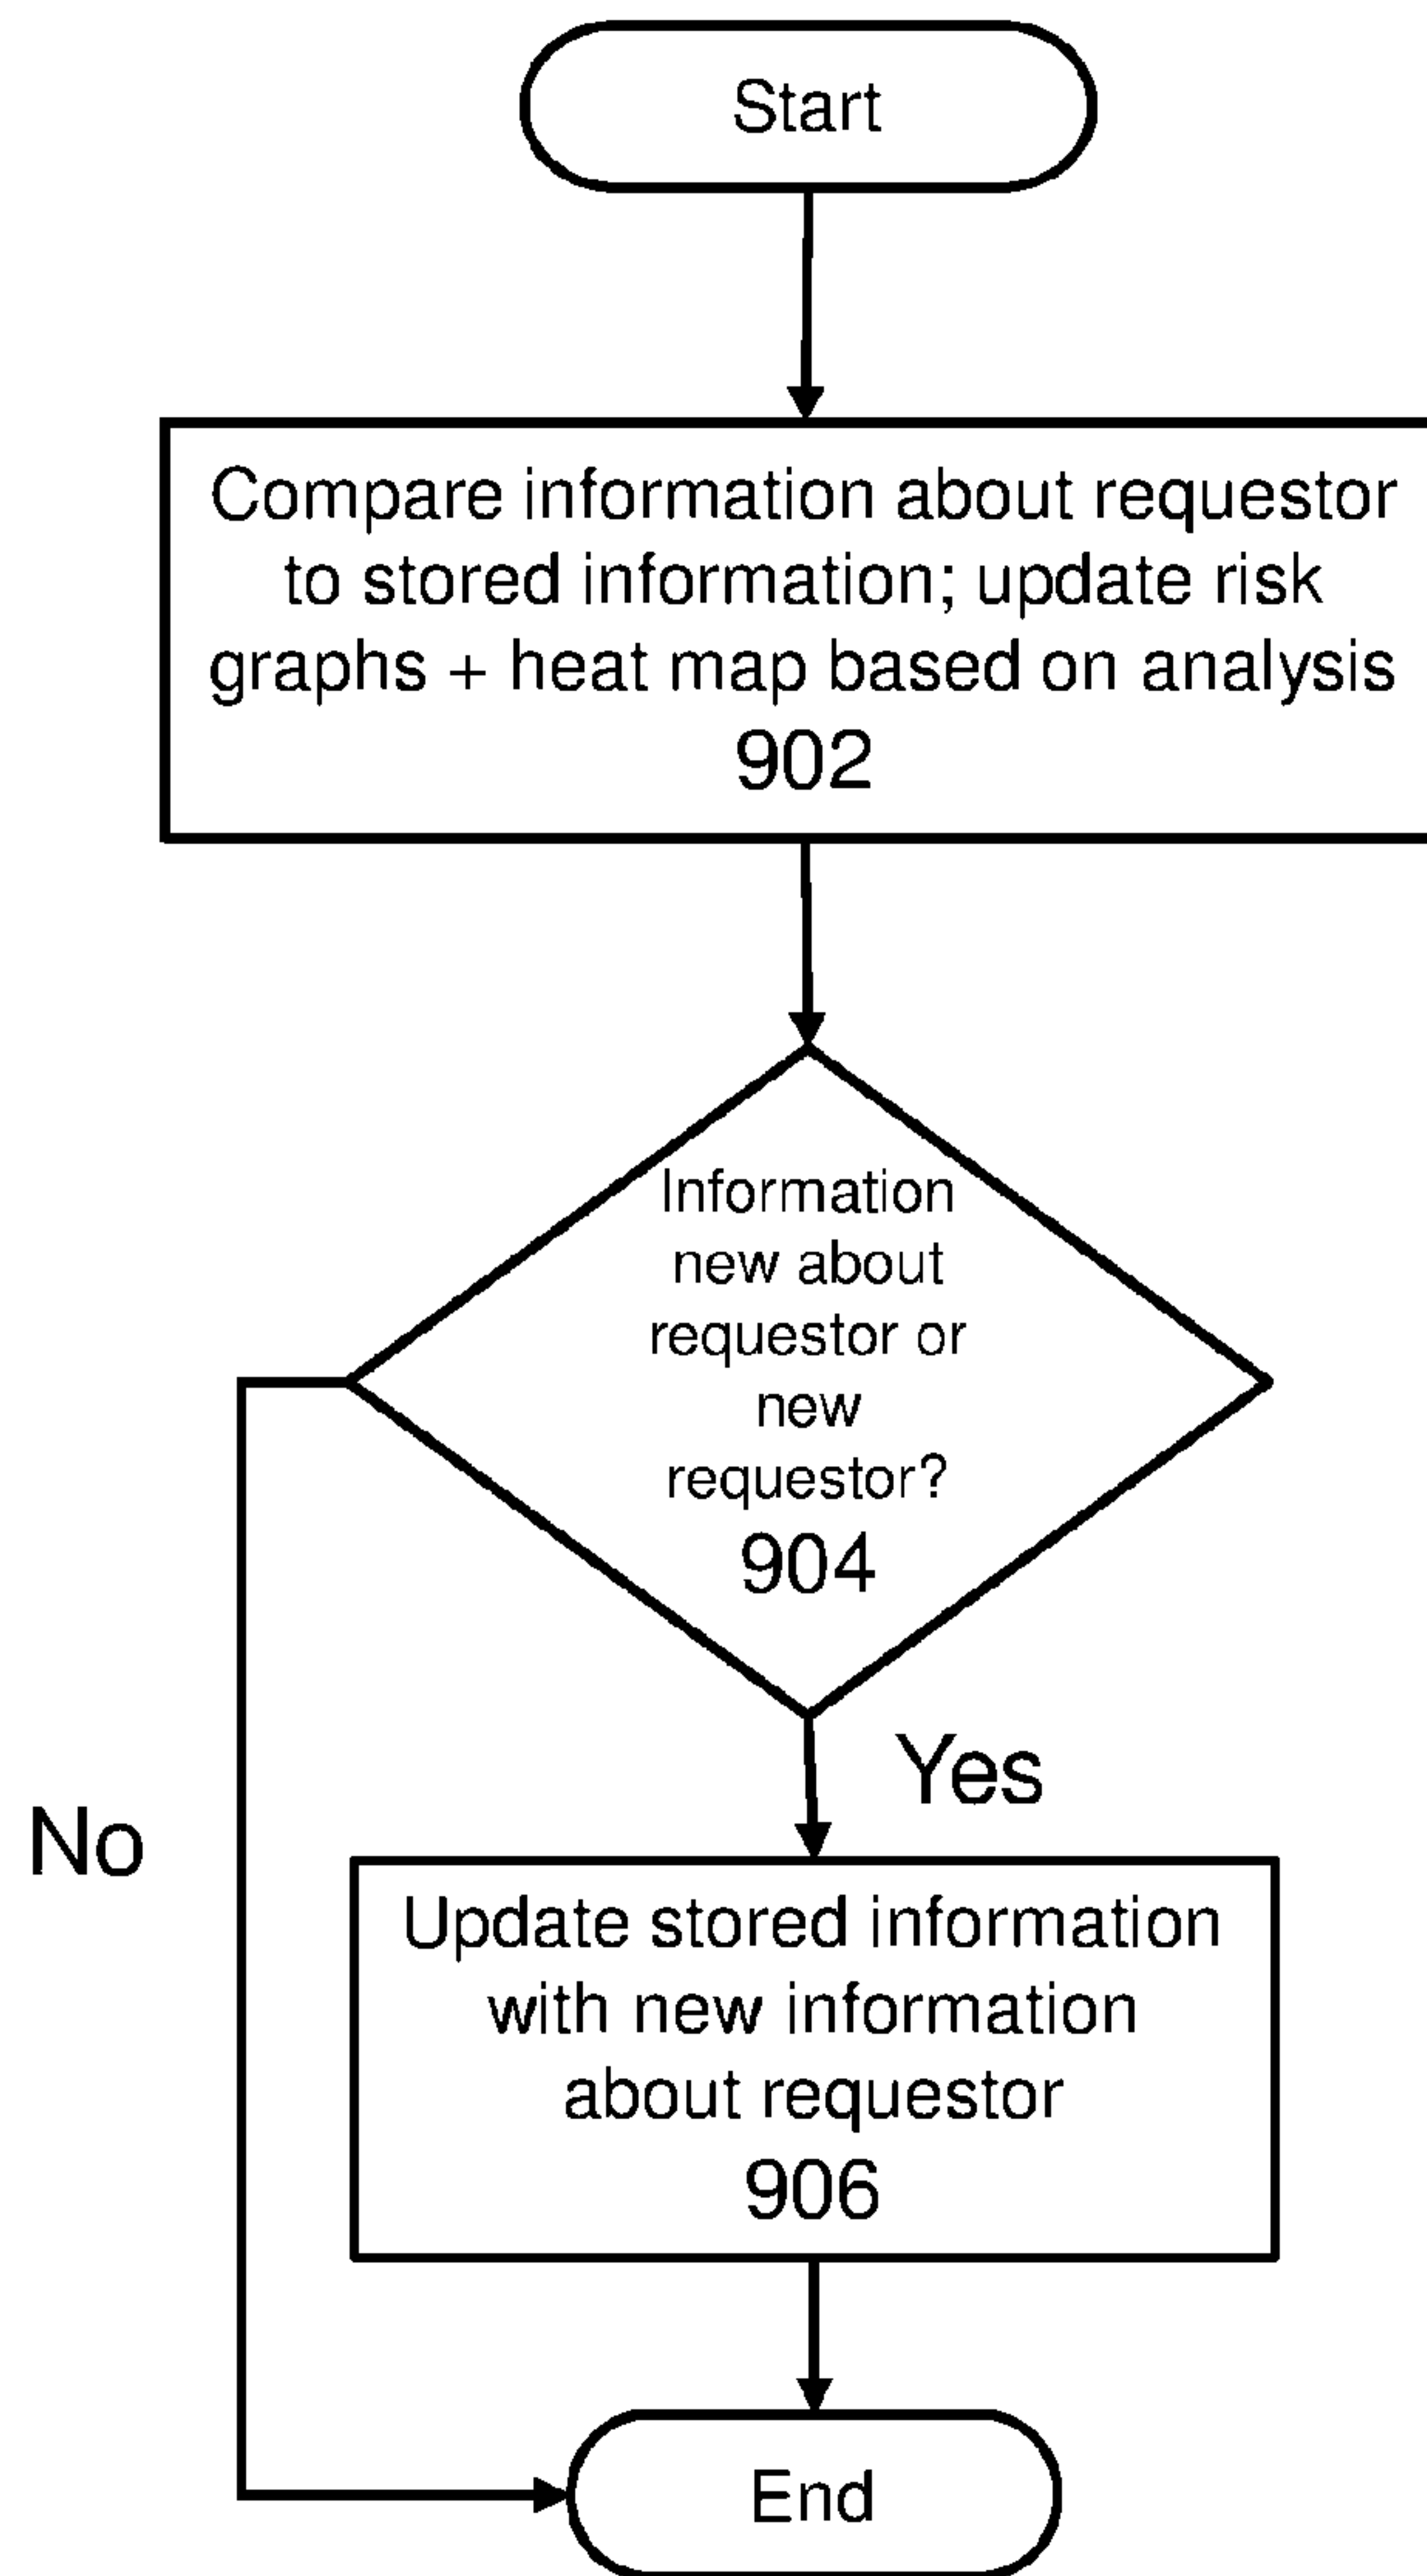 Start
Compare information about requestor
to stored information; update risk
graphs + heat map based on analysis
902
Information
new about
requestor or
new
requestor?
904
Yes
No
Update stored information
with new information
about requestor
906
End